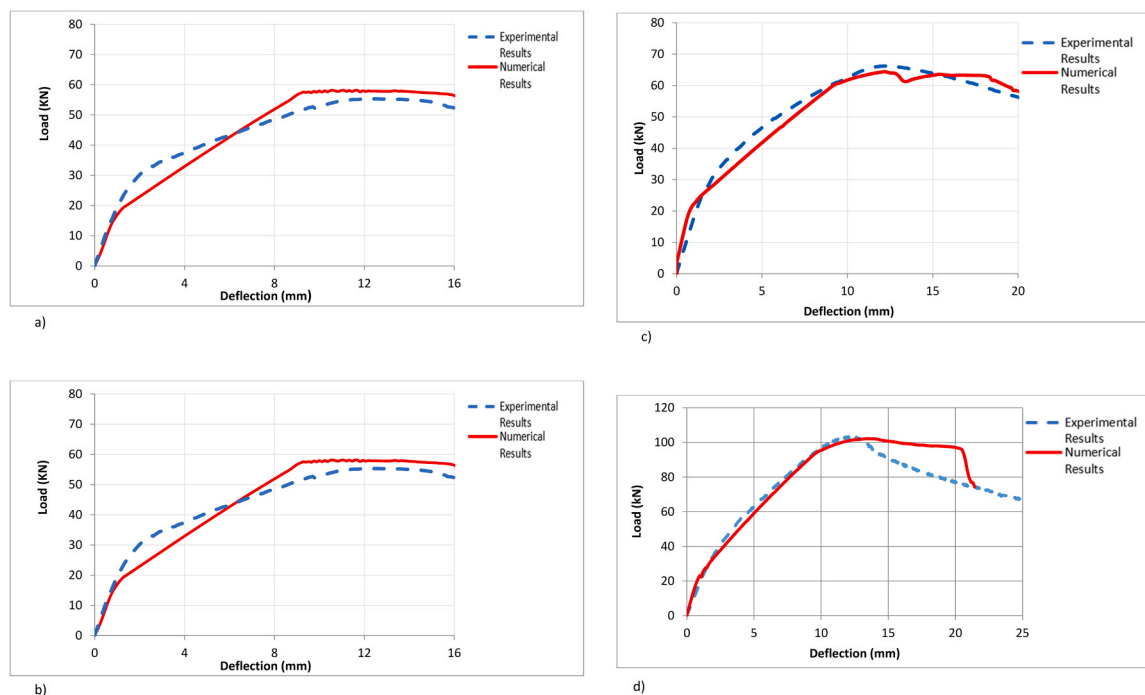 80
70
60
50
40
30
20
10
0
Load (KN)
0 4 8 12 16
Deflection (mm)
Experimental
Results
Numerical
Results
a)
80
70
60
50
40
30
20
10
0
Load (kN)
0 5 10 15 20
Deflection (mm)
Experimental
Results
Numerical
Results
c)
80
70
60
50
40
30
20
10
0
Load (kN)
0 4 8 12 16
Deflection (mm)
Experimental
Results
Numerical
Results
b)
120
100
80
60
40
20
0
Load (kN)
0 5 10 15 20 25
Deflection (mm)
Experimental
Results
Numerical
Results
d)